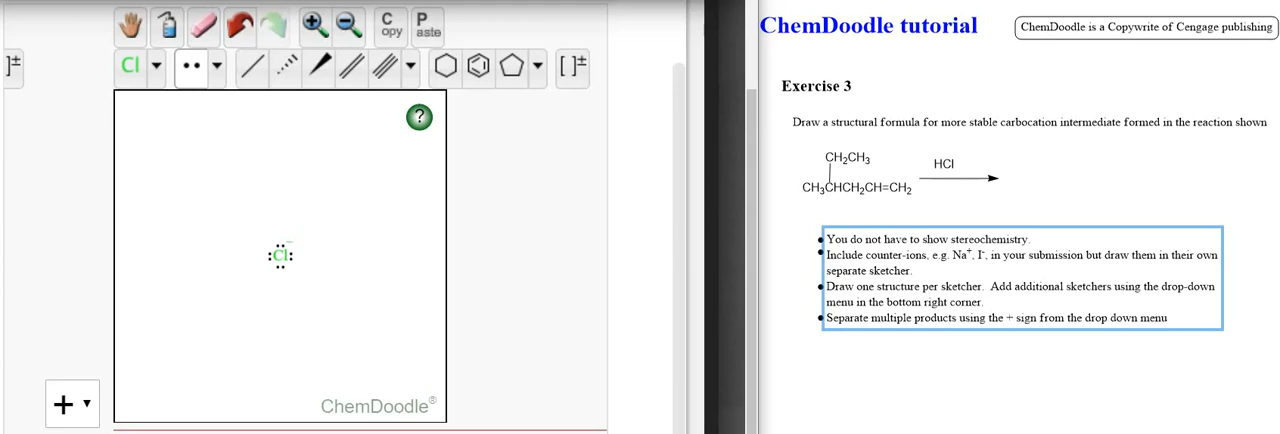 C
opy
P
aste
]±
Cl
[ ]±
?
:Cl:⁻
+
ChemDoodle®
ChemDoodle tutorial
ChemDoodle is a Copywrite of Cengage publishing
Exercise 3
Draw a structural formula for more stable carbocation intermediate formed in the reaction shown
CH₂CH₃
HCl
CH₃CHCH₂CH=CH₂
• You do not have to show stereochemistry.
• Include counter-ions, e.g. Na⁺, I⁻, in your submission but draw them in their own
separate sketcher.
• Draw one structure per sketcher. Add additional sketchers using the drop-down
menu in the bottom right corner.
• Separate multiple products using the + sign from the drop down menu